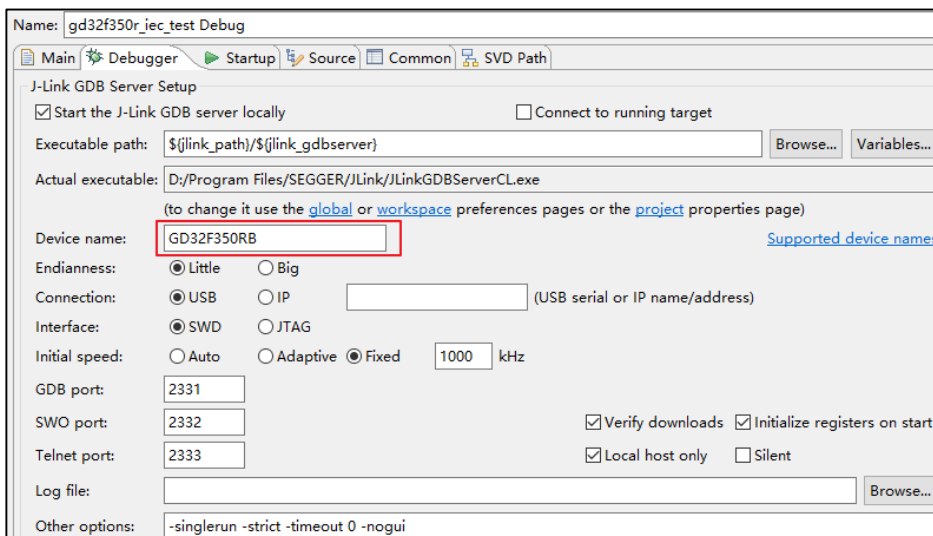 Name: gd32f350r_iec_test Debug
Main Debugger Startup Source Common SVD Path
J-Link GDB Server Setup
Start the J-Link GDB server locally Connect to running target
Executable path: ${jlink_path}/${jlink_gdbserver} Browse... Variables...
Actual executable: D:/Program Files/SEGGER/JLink/JLinkGDBServerCL.exe
(to change it use the global or workspace preferences pages or the project properties page)
Device name: GD32F350RB Supported device name
Endianness: Little Big
Connection: USB IP (USB serial or IP name/address)
Interface: SWD JTAG
Initial speed: Auto Adaptive Fixed 1000 kHz
GDB port: 2331
SWO port: 2332 Verify downloads Initialize registers on start
Telnet port: 2333 Local host only Silent
Log file: Browse...
Other options: -singlerun -strict -timeout 0 -nogui